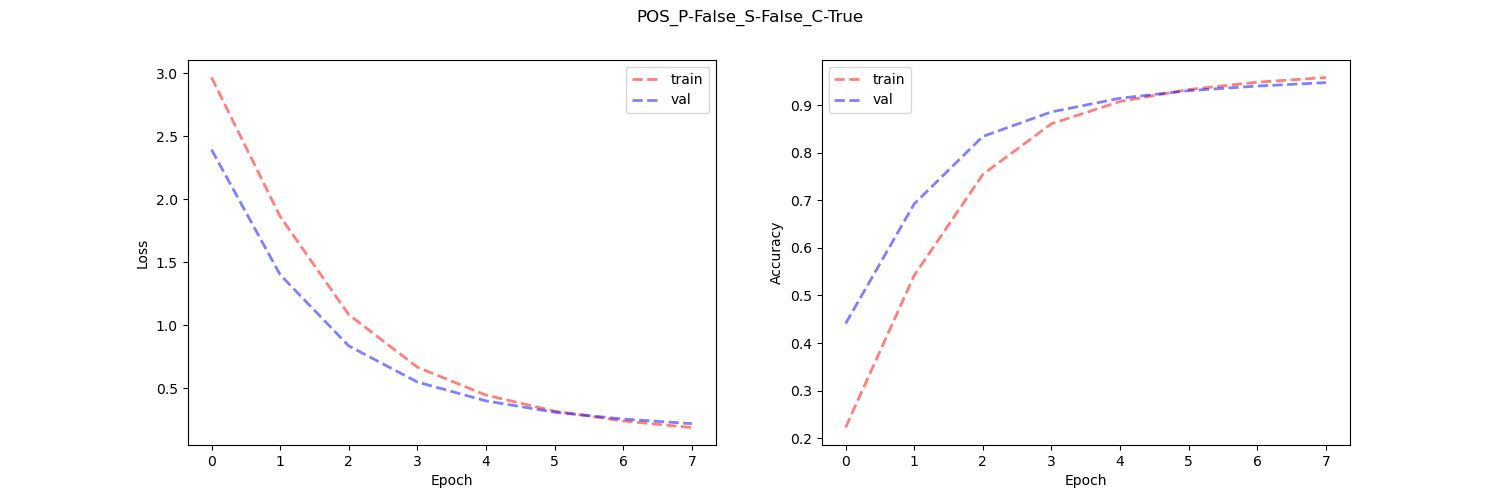 POS_P-False_S-False_C-True
train
val
3.0
2.5
2.0
1.5
1.0
0.5
Loss
0 1 2 3 4 5 6 7
Epoch
train
val
0.9
0.8
0.7
0.6
0.5
0.4
0.3
0.2
Accuracy
0 1 2 3 4 5 6 7
Epoch